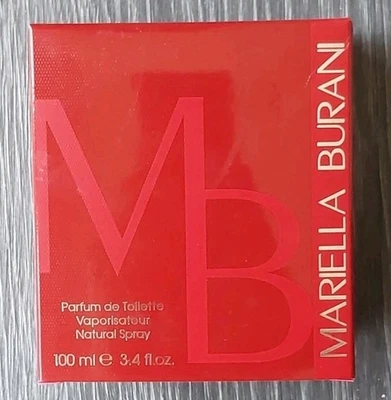 MB
MARIELLA BURANI
Parfum de Toilette
Vaporisateur
Natural Spray
100 ml e 3.4 fl.oz.